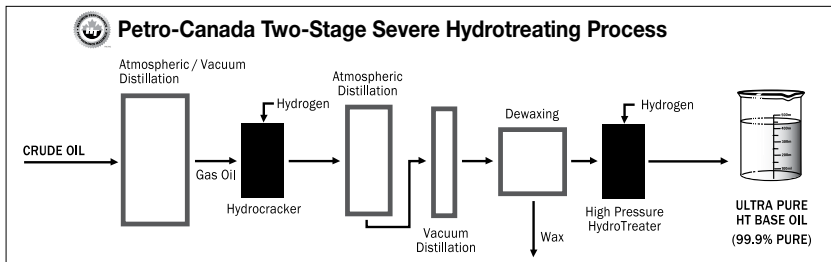 Petro-Canada Two-Stage Severe Hydrotreating Process
Atmospheric / Vacuum
Distillation
CRUDE OIL
Gas Oil
Hydrogen
Hydrocracker
Atmospheric
Distillation
Vacuum
Distillation
Dewaxing
Wax
Hydrogen
High Pressure
HydroTreater
ULTRA PURE
HT BASE OIL
(99.9% PURE)